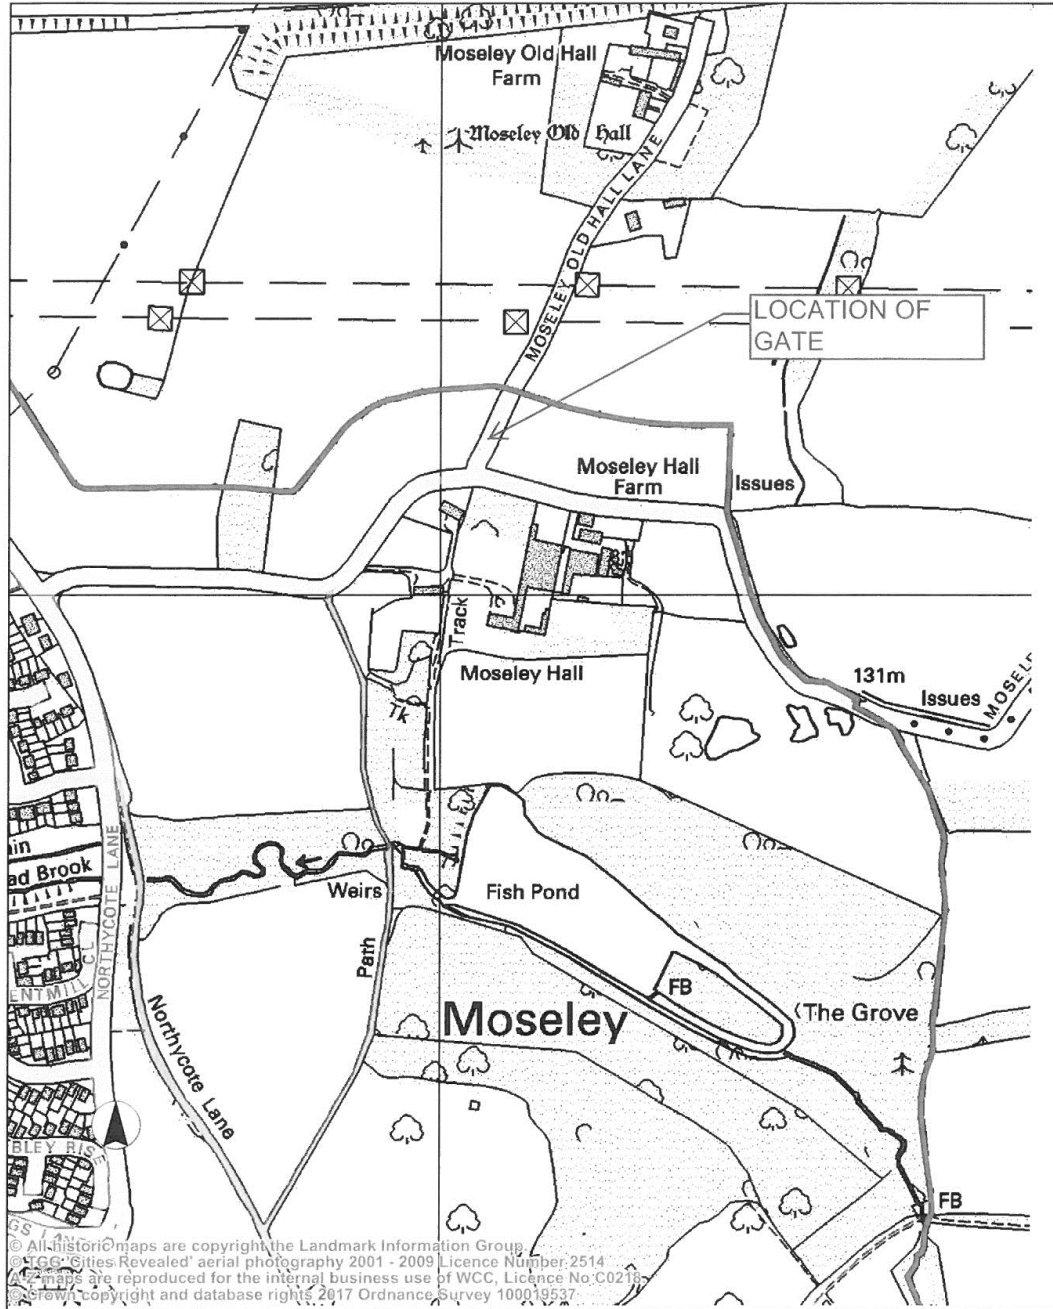 Moseley Old Hall
Farm
Moseley Old Hall
MOSELEY OLD HALL LANE
LOCATION OF
GATE
Moseley Hall
Farm
Issues
Track
Moseley Hall
131m
Issues
Tk
NORTHYCOTE LANE
ad Brook
Weirs
Fish Pond
Path
FB
CL
Moseley
(The Grove
Northycote Lane
BLEY RISE
FB
© All historic maps are copyright the Landmark Information Group
© TGG 'Cities Revealed' aerial photography 2001 - 2009 Licence Number 2514
A-Z maps are reproduced for the internal business use of WCC, Licence No C0218
© Crown copyright and database rights 2017 Ordnance Survey 100019537